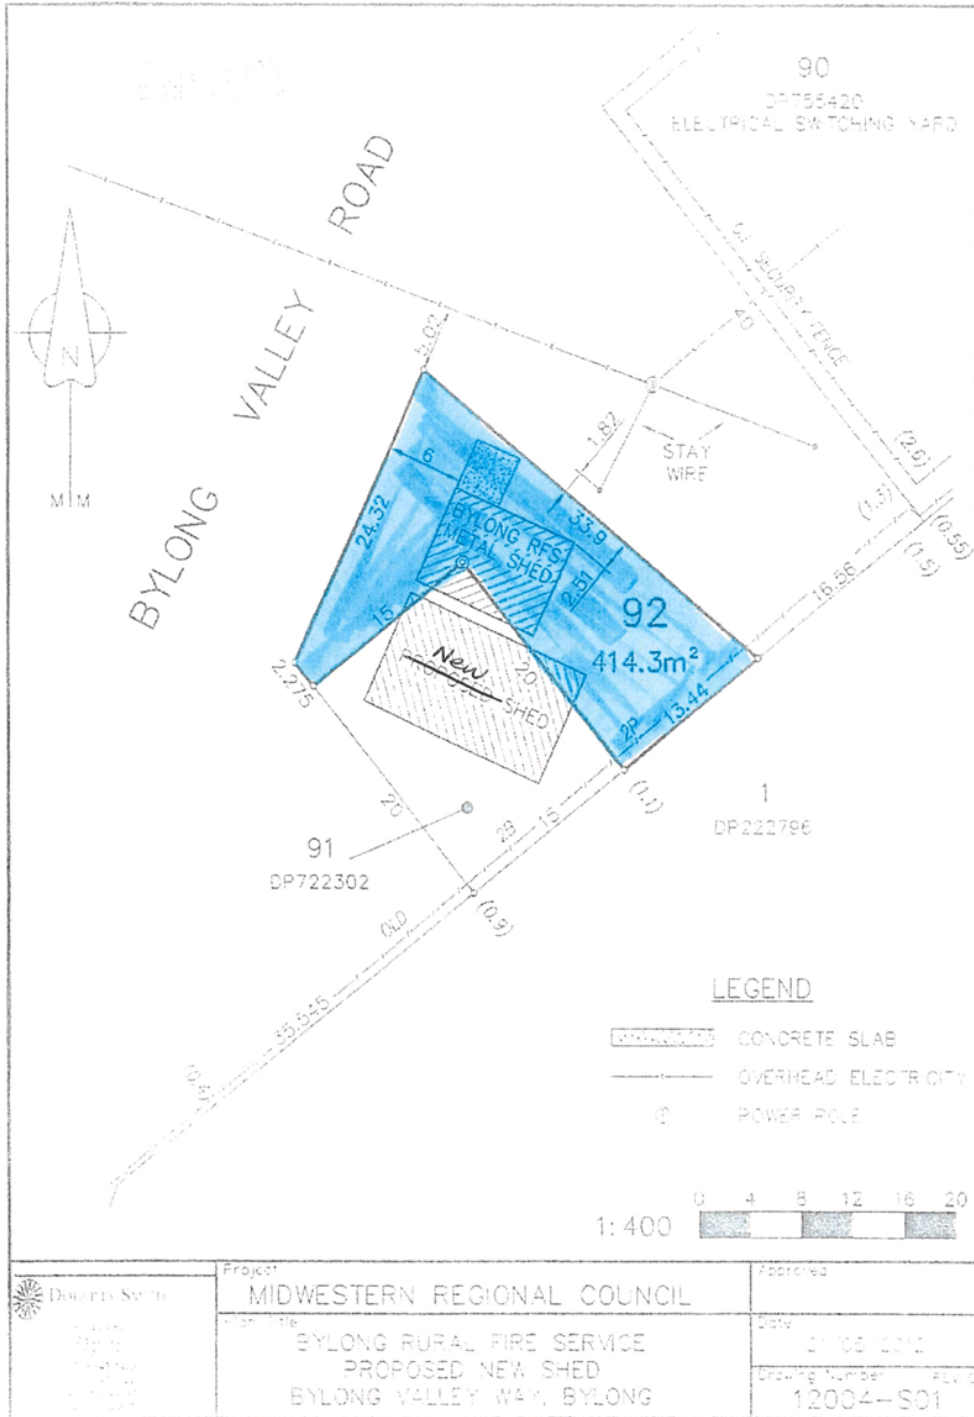 90
DP755420
ELECTRICAL SWITCHING YARD
BYLONG VALLEY ROAD
N
M M
5.02
40
SECURITY FENCE
1.82
STAY
WIRE
(2.6)
(1.3)
(0.55)
(1.5)
16.56
6
24.32
33.9
BYLONG RFS
METAL SHED
2.51
92
414.3m²
15
2.275
New
PROPOSED SHED
20
2P
13.44
(1.1)
1
DP222796
20
91
DP722302
28
15
(0.9)
OLD
35.545
LEGEND
CONCRETE SLAB
OVERHEAD ELECTRICITY
POWER POLE
0 4 8 12 16 20
1:400
Project
MIDWESTERN REGIONAL COUNCIL
Approved
BYLONG RURAL FIRE SERVICE
PROPOSED NEW SHED
BYLONG VALLEY WAY, BYLONG
Date
Drawing Number
12004-S01